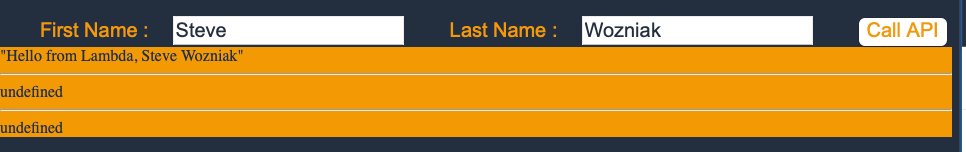 First Name : Steve Last Name : Wozniak Call API
"Hello from Lambda, Steve Wozniak"
undefined
undefined